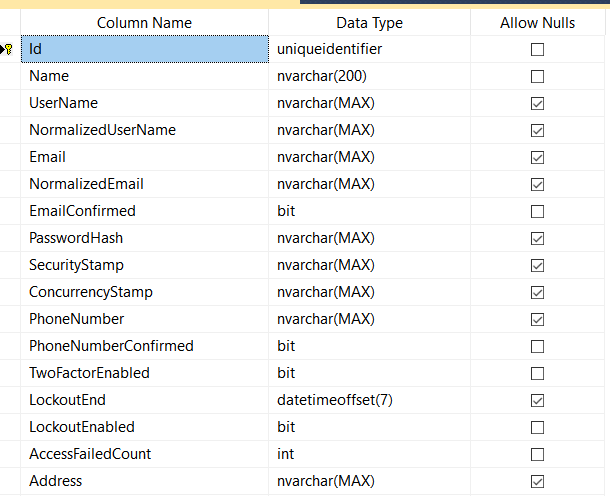 Column Name Data Type Allow Nulls
Id uniqueidentifier
Name nvarchar(200)
UserName nvarchar(MAX)
NormalizedUserName nvarchar(MAX)
Email nvarchar(MAX)
NormalizedEmail nvarchar(MAX)
EmailConfirmed bit
PasswordHash nvarchar(MAX)
SecurityStamp nvarchar(MAX)
ConcurrencyStamp nvarchar(MAX)
PhoneNumber nvarchar(MAX)
PhoneNumberConfirmed bit
TwoFactorEnabled bit
LockoutEnd datetimeoffset(7)
LockoutEnabled bit
AccessFailedCount int
Address nvarchar(MAX)